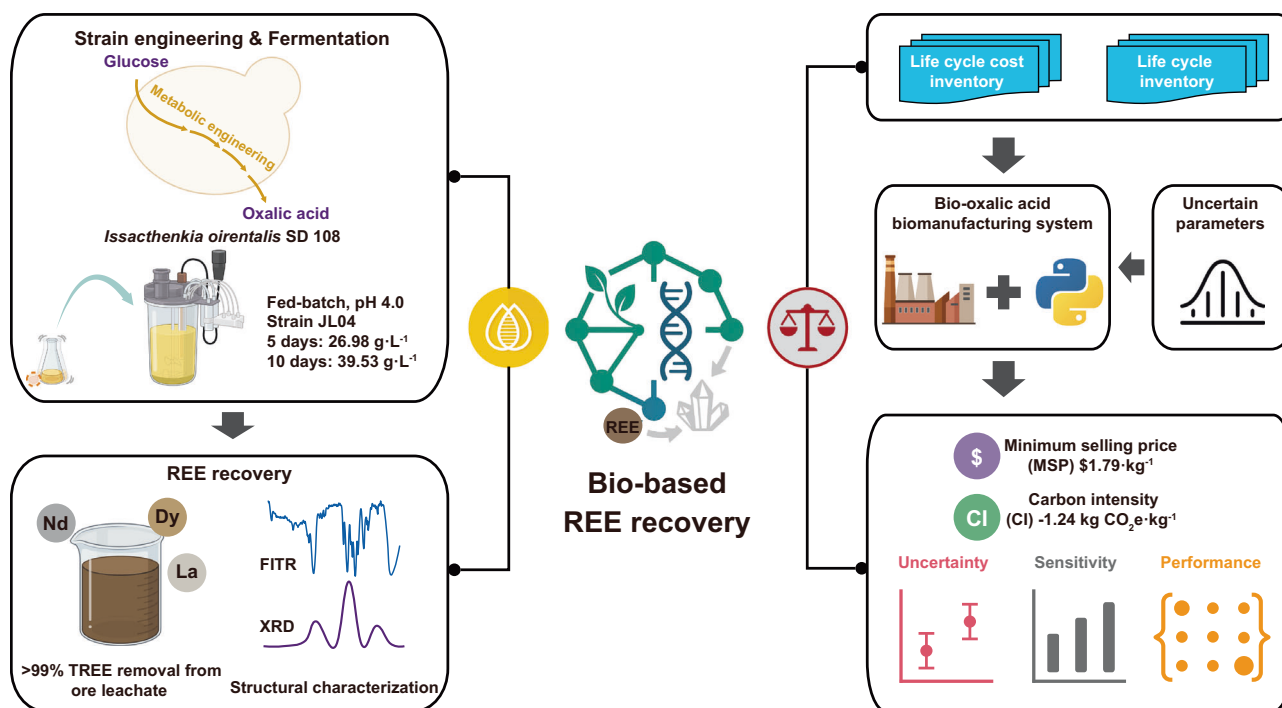 Strain engineering & Fermentation
Glucose
Metabolic engineering
Oxalic acid
Issacthenkia oirentalis SD 108
Fed-batch, pH 4.0
Strain JL04
5 days: 26.98 g·L⁻¹
10 days: 39.53 g·L⁻¹
REE recovery
Nd
Dy
La
FITR
XRD
>99% TREE removal from
ore leachate
Structural characterization
REE
Bio-based
REE recovery
Life cycle cost
inventory
Life cycle
inventory
Bio-oxalic acid
biomanufacturing system
Uncertain
parameters
$
Minimum selling price
(MSP) $1.79·kg⁻¹
CI
Carbon intensity
(CI) -1.24 kg CO₂e·kg⁻¹
Uncertainty
Sensitivity
Performance